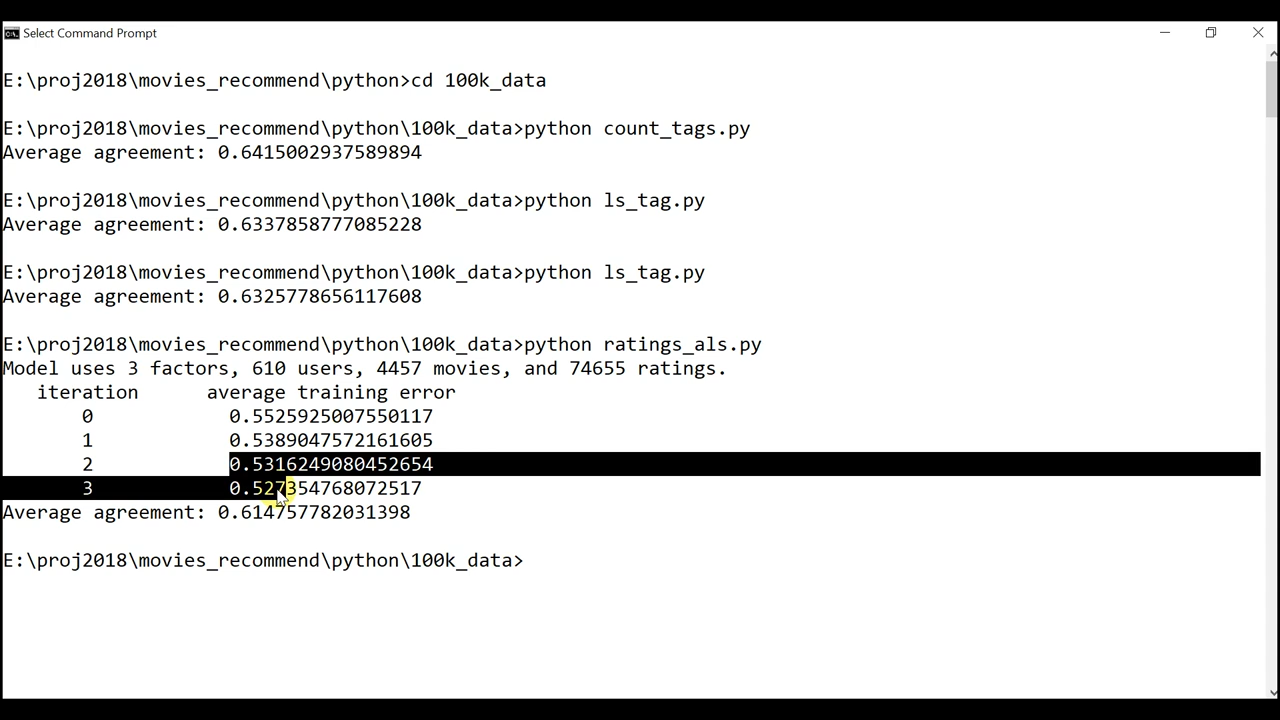 Select Command Prompt
E:\proj2018\movies_recommend\python>cd 100k_data
E:\proj2018\movies_recommend\python\100k_data>python count_tags.py
Average agreement: 0.6415002937589894
E:\proj2018\movies_recommend\python\100k_data>python ls_tag.py
Average agreement: 0.6337858777085228
E:\proj2018\movies_recommend\python\100k_data>python ls_tag.py
Average agreement: 0.6325778656117608
E:\proj2018\movies_recommend\python\100k_data>python ratings_als.py
Model uses 3 factors, 610 users, 4457 movies, and 74655 ratings.
iteration average training error
0 0.5525925007550117
1 0.5389047572161605
2 0.5316249080452654
3 0.527354768072517
Average agreement: 0.614757782031398
E:\proj2018\movies_recommend\python\100k_data>